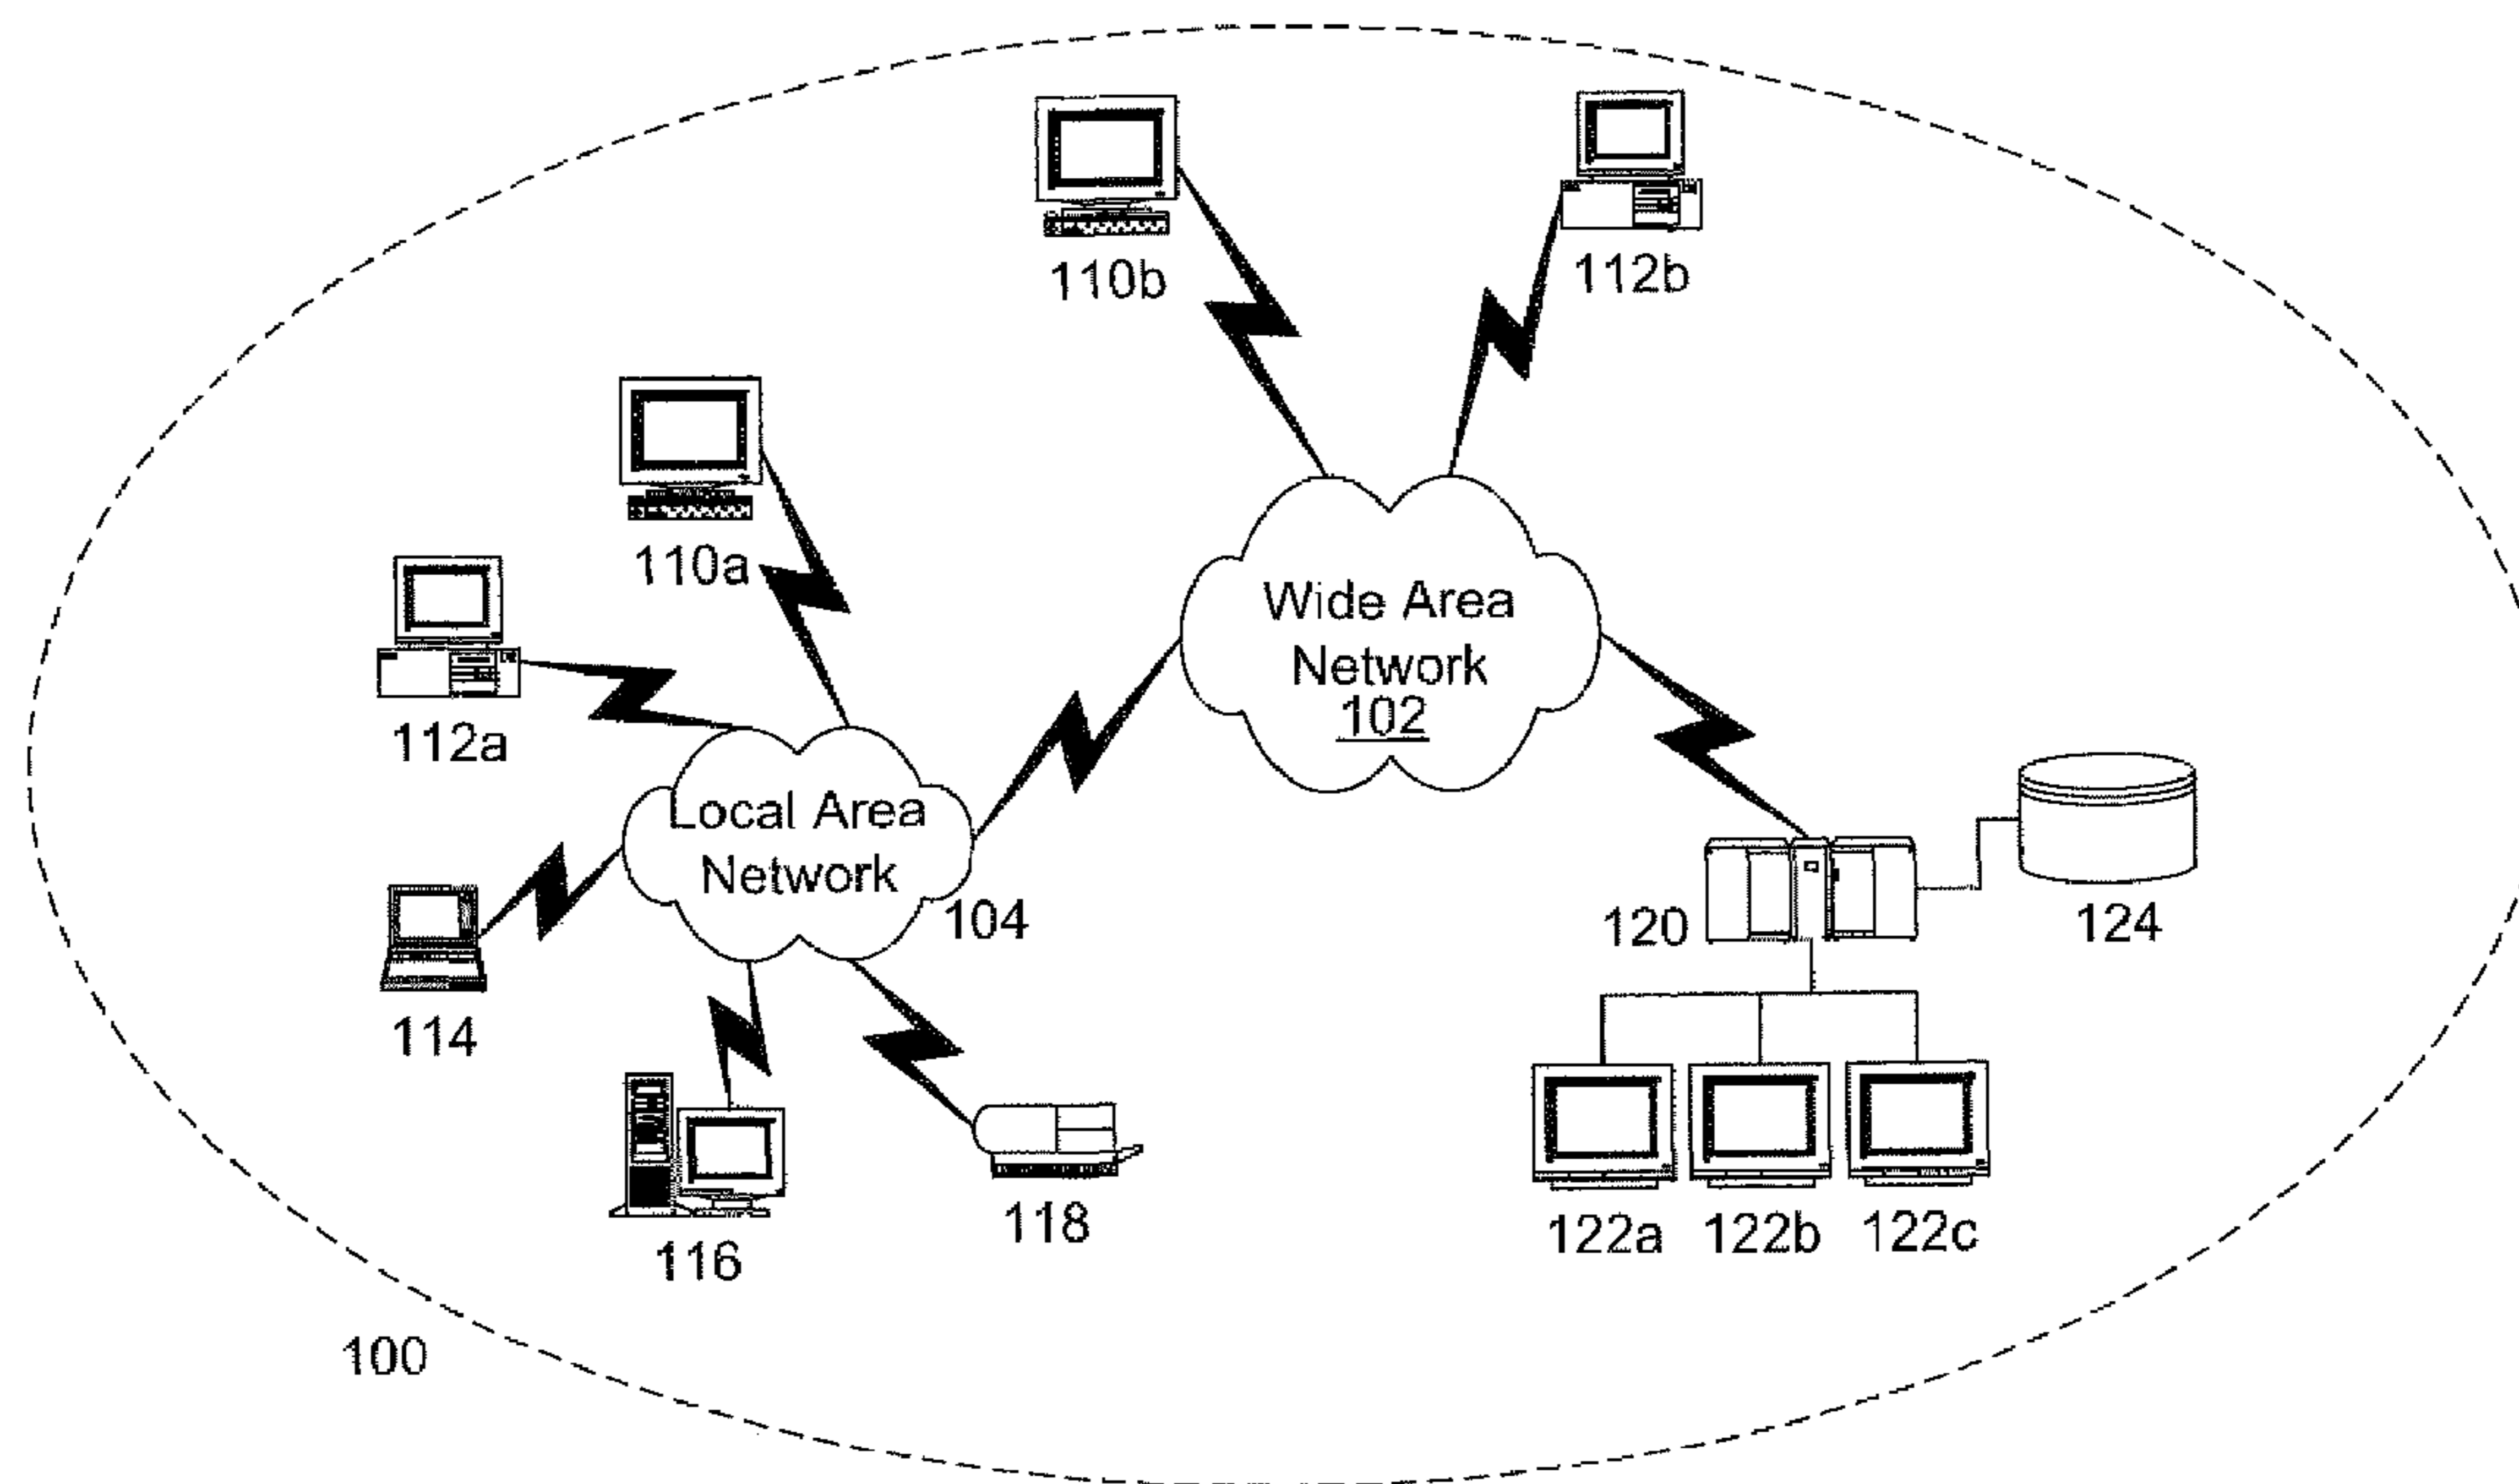 110b
112b
110a
Wide Area
Network
102
112a
Local Area
Network
104
120
124
114
116
118
122a
122b
122c
100